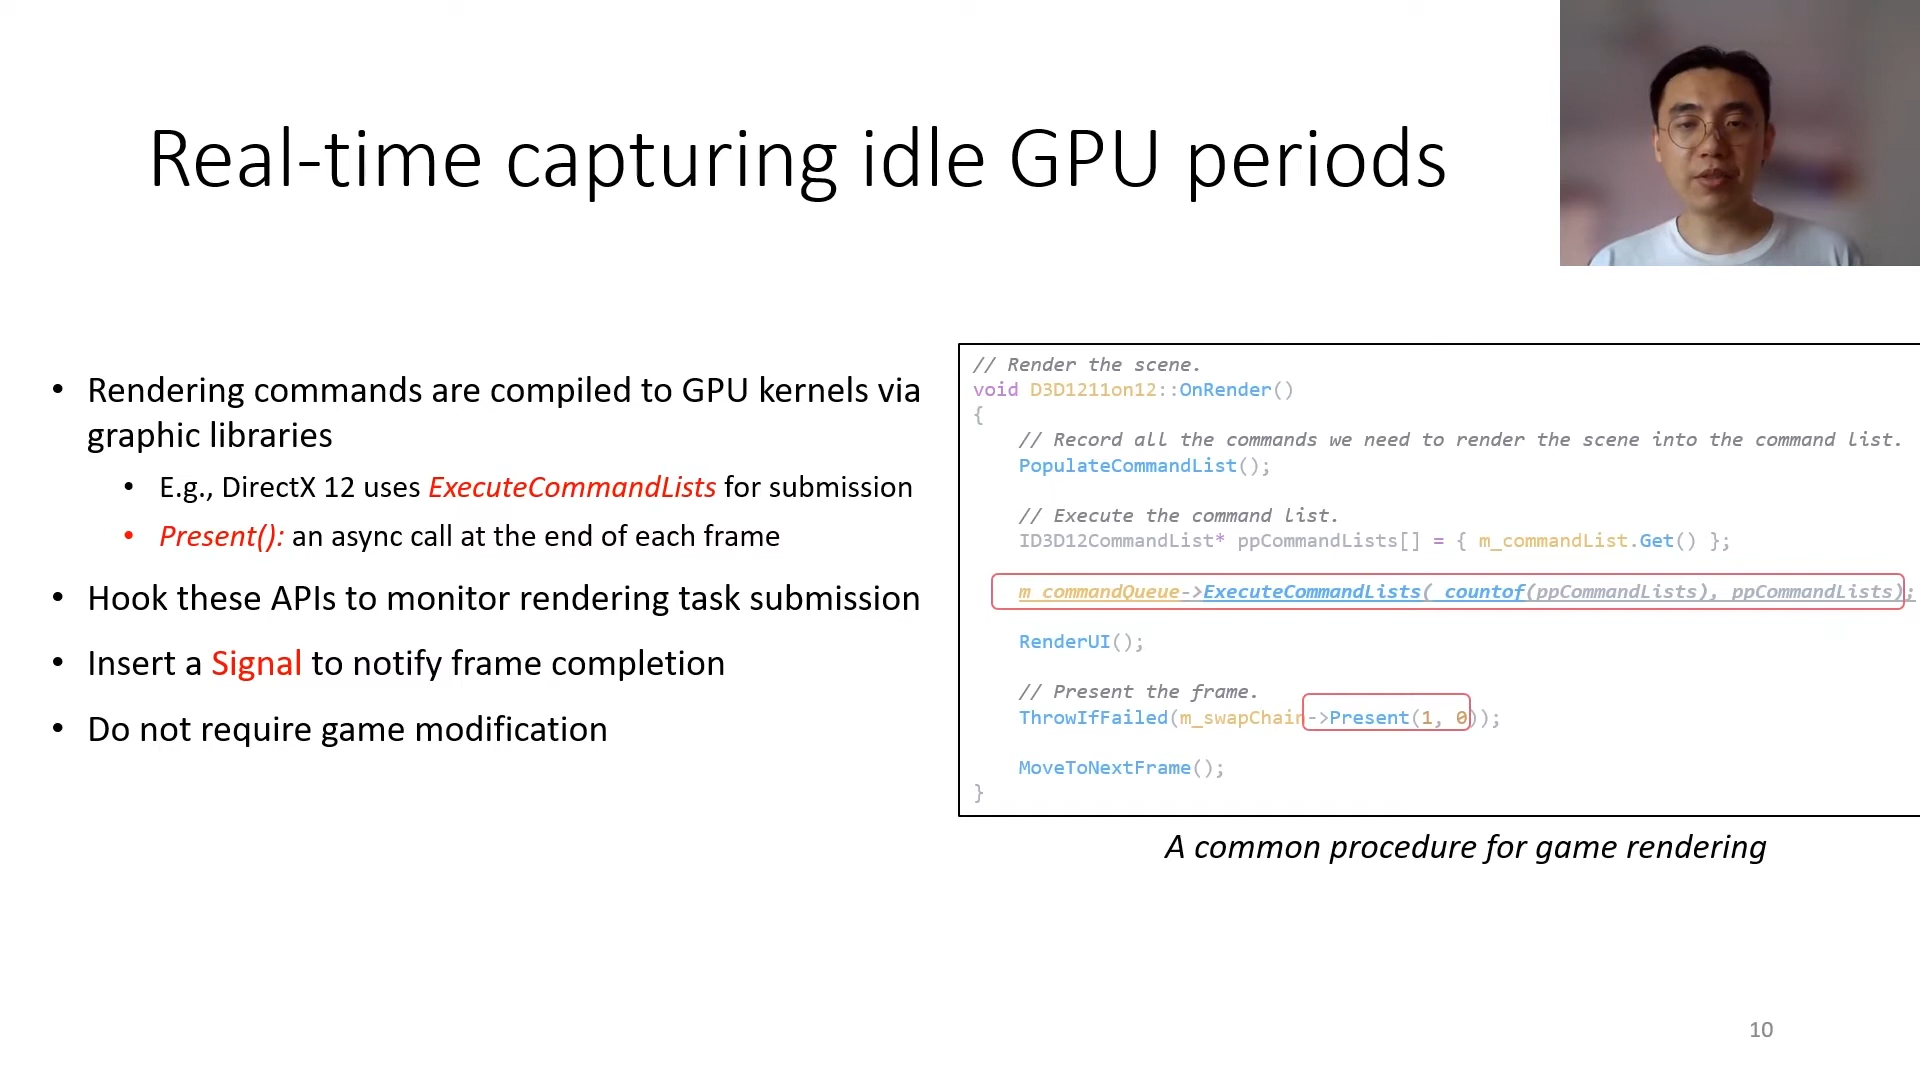 Real-time capturing idle GPU periods
• Rendering commands are compiled to GPU kernels via
graphic libraries
• E.g., DirectX 12 uses ExecuteCommandLists for submission
• Present(): an async call at the end of each frame
• Hook these APIs to monitor rendering task submission
• Insert a Signal to notify frame completion
• Do not require game modification
// Render the scene.
void D3D1211on12::OnRender()
{
// Record all the commands we need to render the scene into the command list.
PopulateCommandList();
// Execute the command list.
ID3D12CommandList* ppCommandLists[] = { m_commandList.Get() };
m_commandQueue->ExecuteCommandLists(_countof(ppCommandLists), ppCommandLists);
RenderUI();
// Present the frame.
ThrowIfFailed(m_swapChain->Present(1, 0));
MoveToNextFrame();
}
A common procedure for game rendering
10